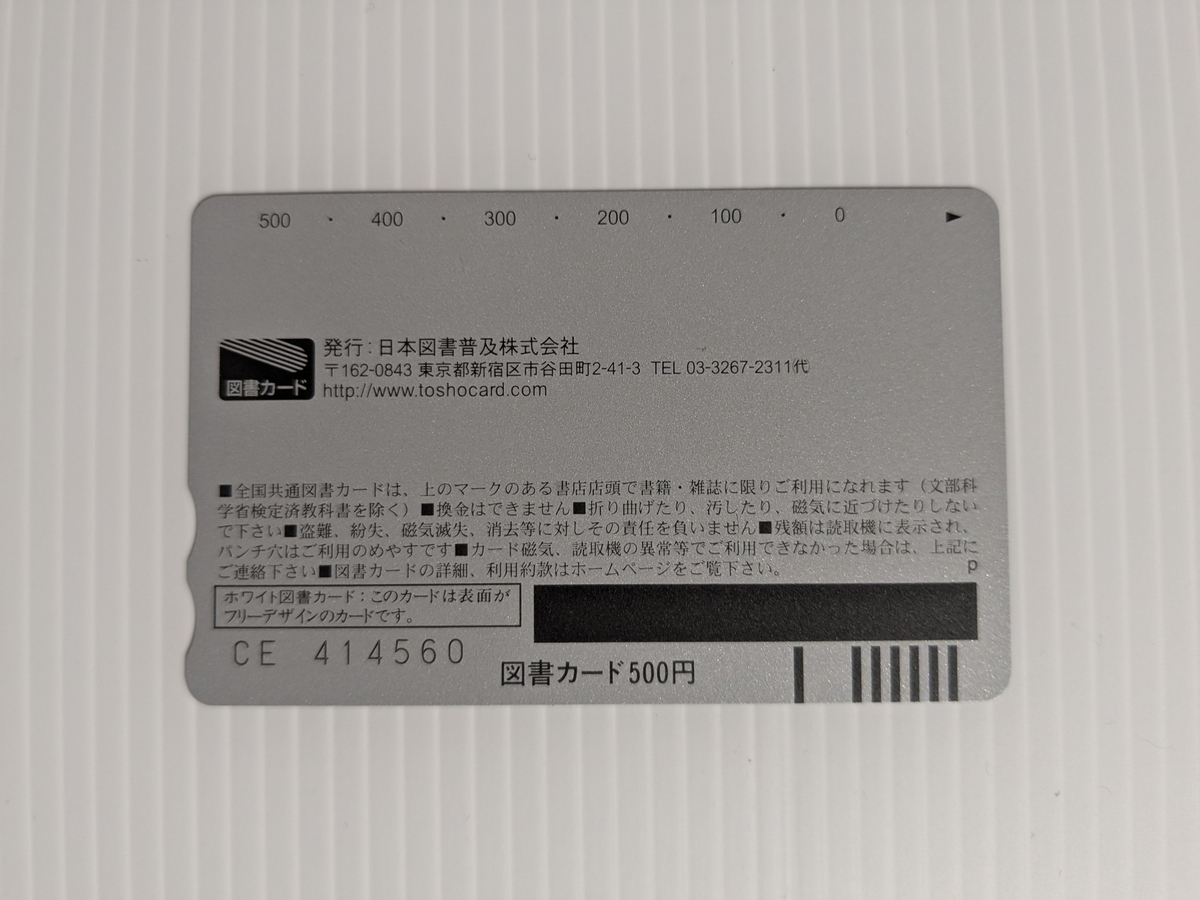 500 ・ 400 ・ 300 ・ 200 ・ 100 ・ 0 ▶
図書カード
発行：日本図書普及株式会社
〒162-0843 東京都新宿区市谷田町2-41-3 TEL 03-3267-2311代
http://www.toshocard.com
■全国共通図書カードは、上のマークのある書店店頭で書籍・雑誌に限りご利用になれます（文部科
学省検定済教科書を除く）■換金はできません■折り曲げたり、汚したり、磁気に近づけたりしない
で下さい■盗難、紛失、磁気滅失、消去等に対しその責任を負いません■残額は読取機に表示され、
パンチ穴はご利用のめやすです■カード磁気、読取機の異常等でご利用できなかった場合は、上記に
ご連絡下さい■図書カードの詳細、利用約款はホームページをご覧下さい。
p
ホワイト図書カード：このカードは表面が
フリーデザインのカードです。
CE 414560
図書カード500円